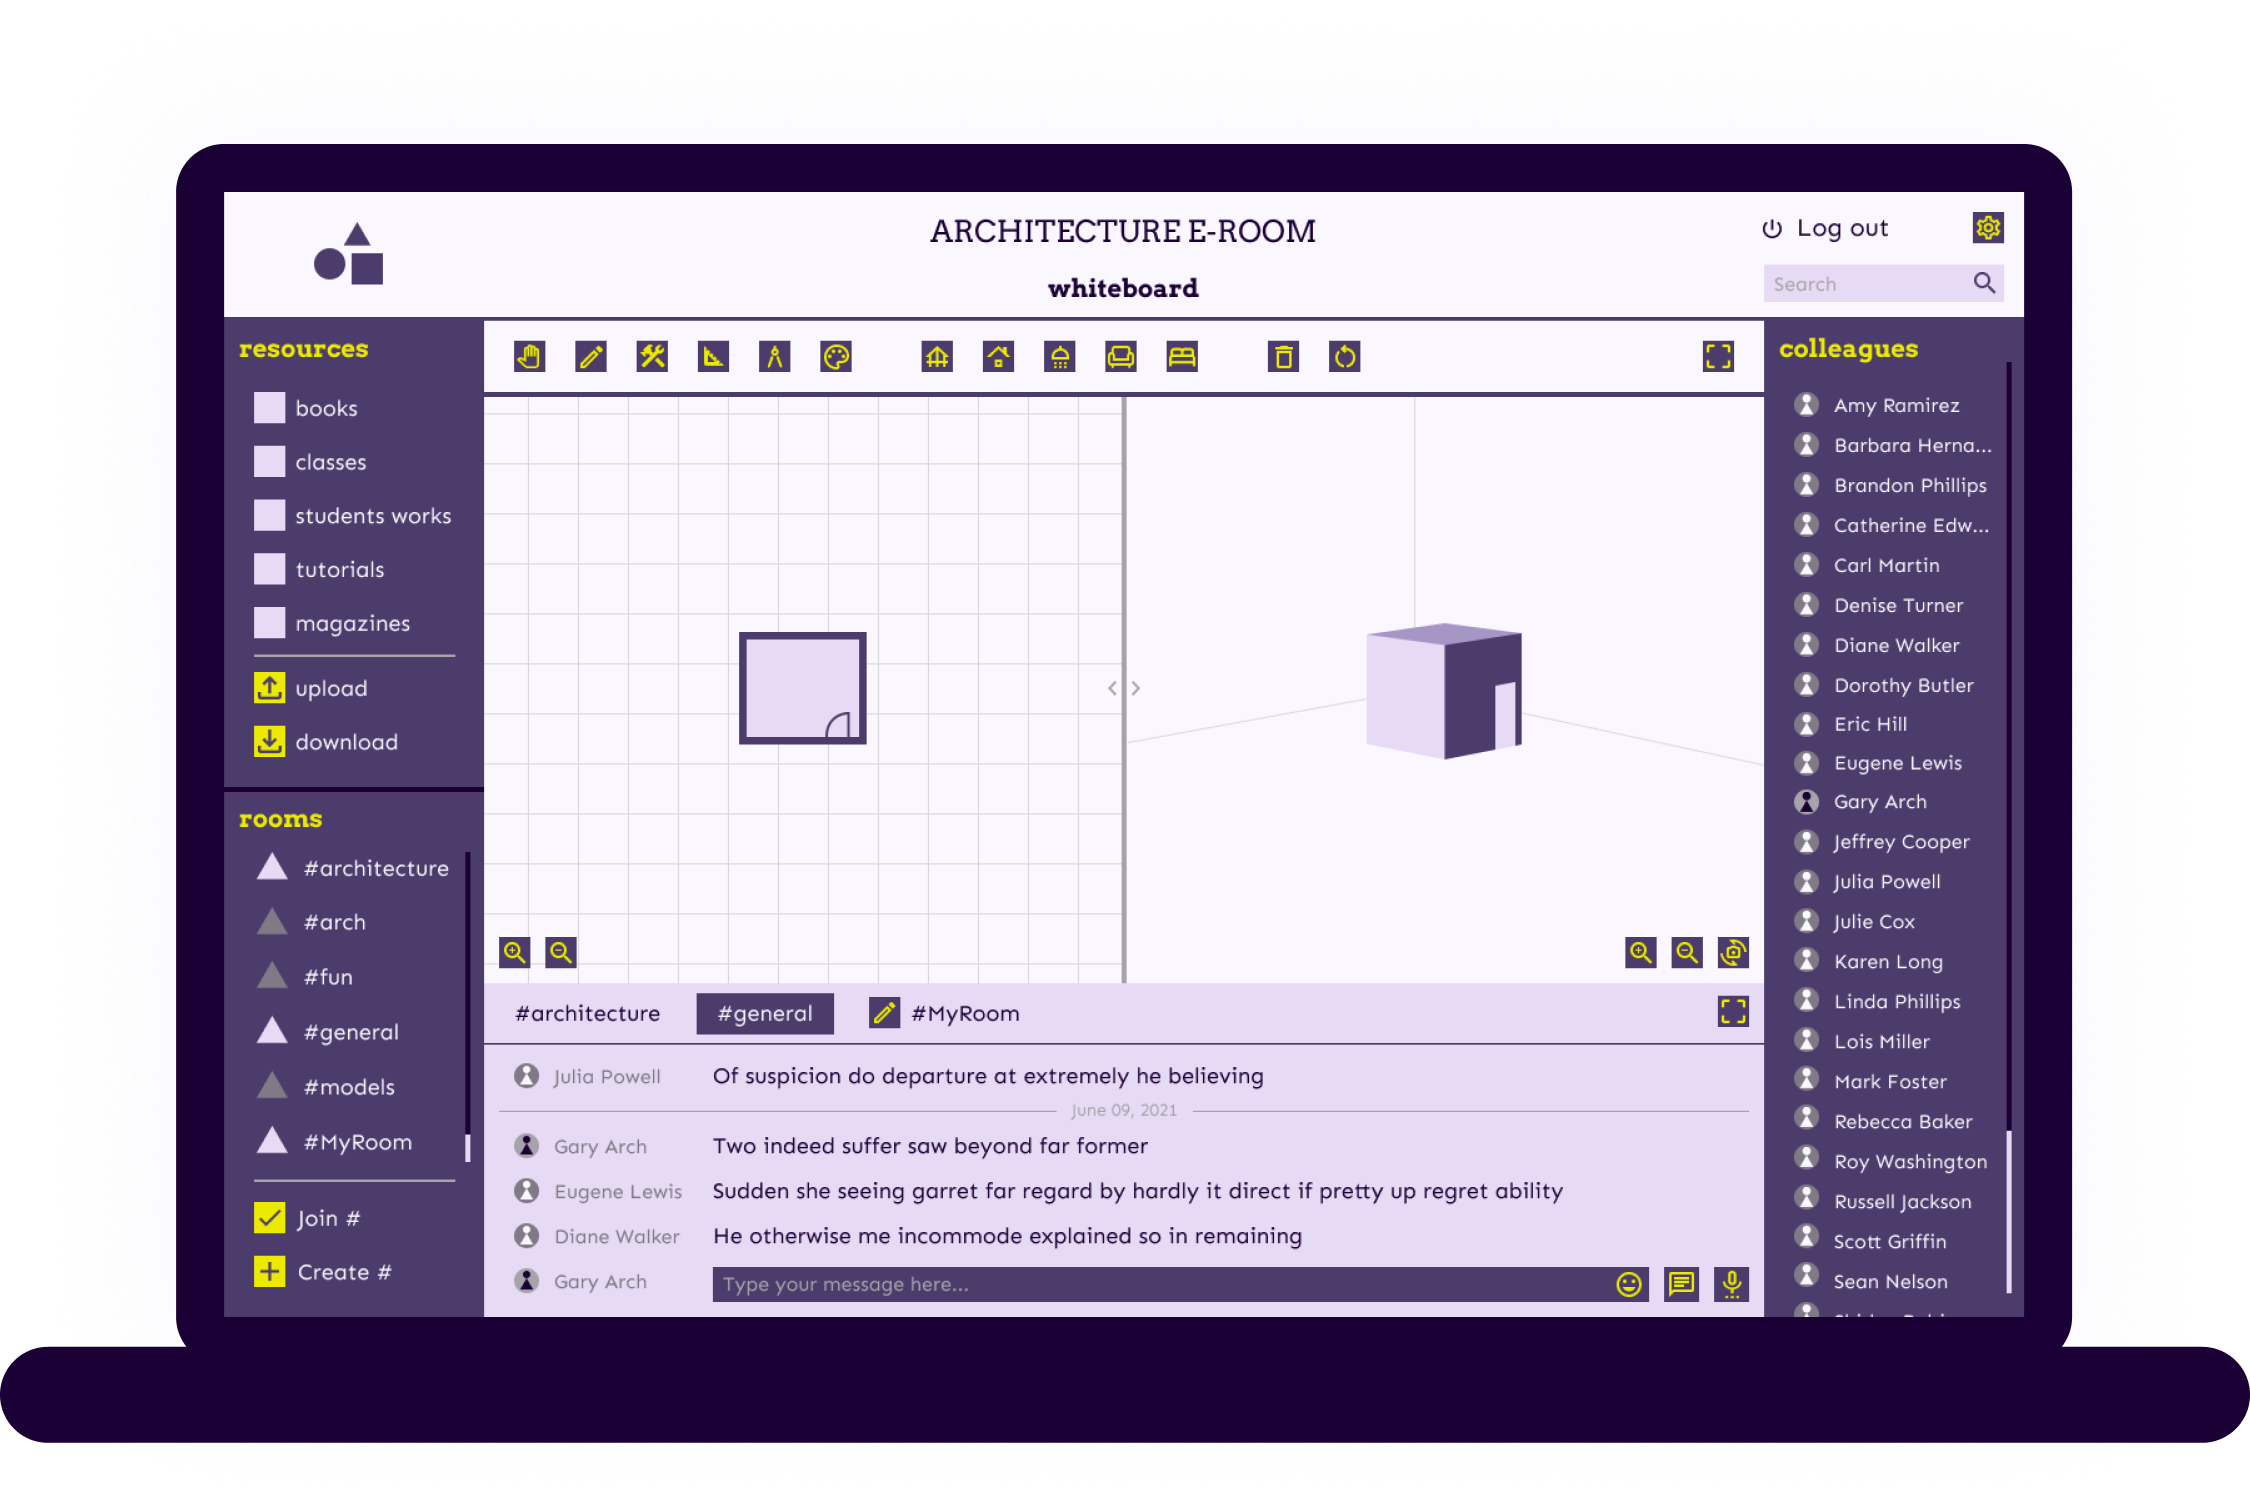 ARCHITECTURE E-ROOM
whiteboard
Log out
Search
resources
books
classes
students works
tutorials
magazines
upload
download
rooms
#architecture
#arch
#fun
#general
#models
#MyRoom
Join #
Create #
#architecture
#general
#MyRoom
Julia Powell Of suspicion do departure at extremely he believing
June 09, 2021
Gary Arch Two indeed suffer saw beyond far former
Eugene Lewis Sudden she seeing garret far regard by hardly it direct if pretty up regret ability
Diane Walker He otherwise me incommode explained so in remaining
Gary Arch Type your message here...
colleagues
Amy Ramirez
Barbara Herna...
Brandon Phillips
Catherine Edw...
Carl Martin
Denise Turner
Diane Walker
Dorothy Butler
Eric Hill
Eugene Lewis
Gary Arch
Jeffrey Cooper
Julia Powell
Julie Cox
Karen Long
Linda Phillips
Lois Miller
Mark Foster
Rebecca Baker
Roy Washington
Russell Jackson
Scott Griffin
Sean Nelson